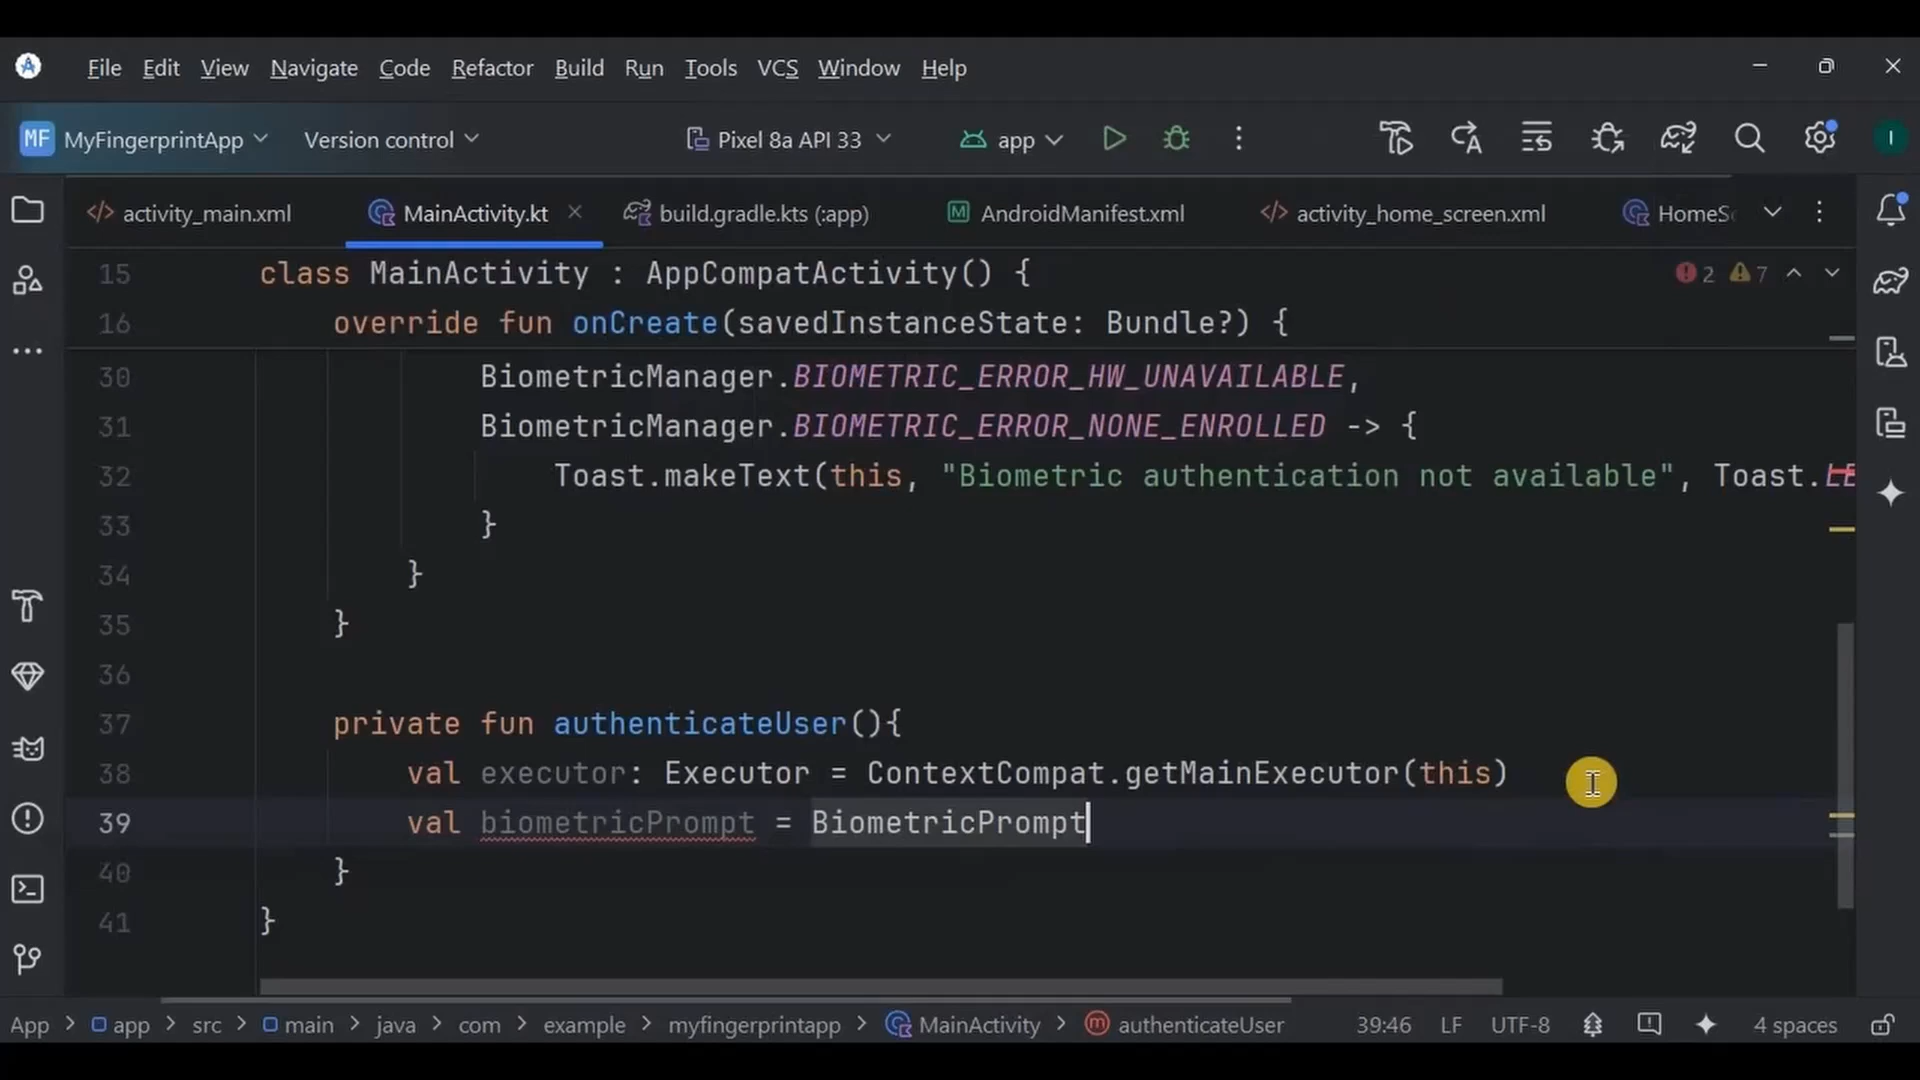 File Edit View Navigate Code Refactor Build Run Tools VCS Window Help
MF MyFingerprintApp Version control Pixel 8a API 33 app I
activity_main.xml MainActivity.kt build.gradle.kts (:app) AndroidManifest.xml activity_home_screen.xml HomeSc
15 class MainActivity : AppCompatActivity() { 2 7
16 override fun onCreate(savedInstanceState: Bundle?) {
30 BiometricManager.BIOMETRIC_ERROR_HW_UNAVAILABLE,
31 BiometricManager.BIOMETRIC_ERROR_NONE_ENROLLED -> {
32 Toast.makeText(this, "Biometric authentication not available", Toast.LE
33 }
34 }
35 }
36
37 private fun authenticateUser(){
38 val executor: Executor = ContextCompat.getMainExecutor(this)
39 val biometricPrompt = BiometricPrompt
40 }
41 }
App > app > src > main > java > com > example > myfingerprintapp > MainActivity > authenticateUser 39:46 LF UTF-8 4 spaces